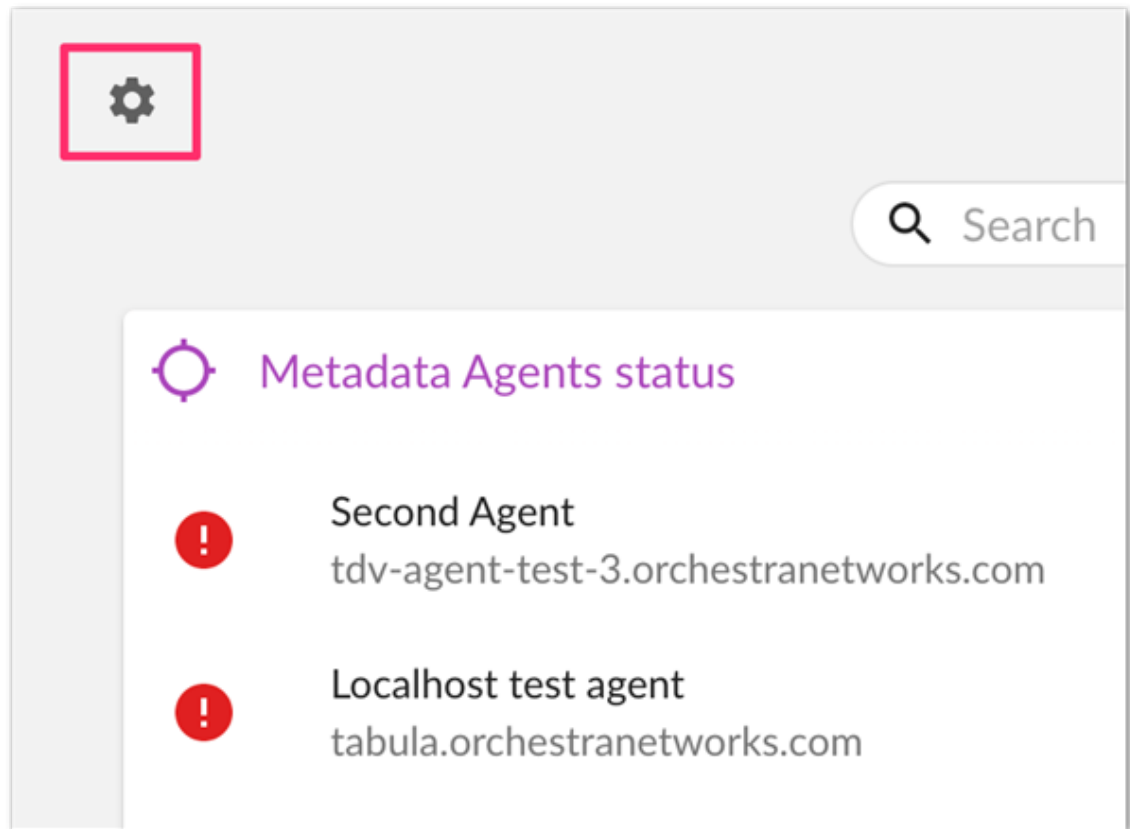 Search
Metadata Agents status
Second Agent
tdv-agent-test-3.orchestranetworks.com
Localhost test agent
tabula.orchestranetworks.com